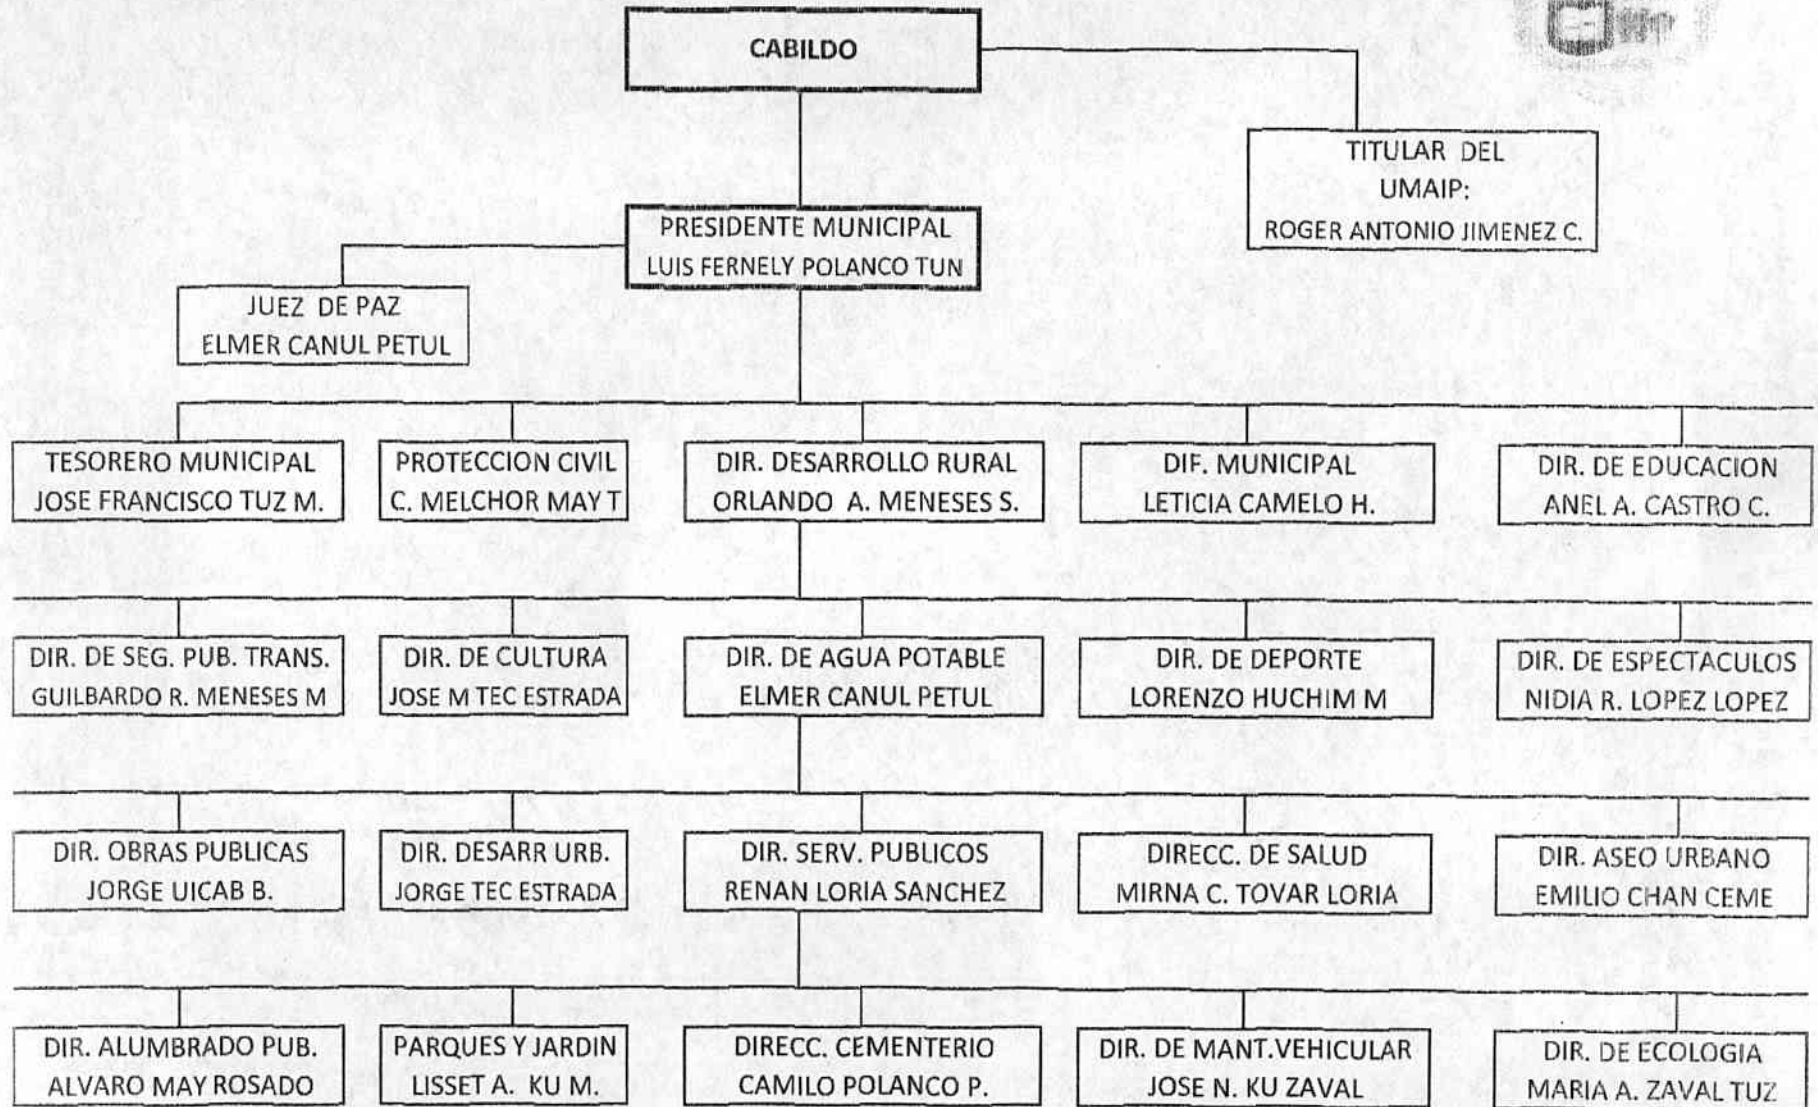 CABILDO
TITULAR DEL
UMAIP:
ROGER ANTONIO JIMENEZ C.
PRESIDENTE MUNICIPAL
LUIS FERNELY POLANCO TUN
JUEZ DE PAZ
ELMER CANUL PETUL
TESORERO MUNICIPAL
JOSE FRANCISCO TUZ M.
PROTECCION CIVIL
C. MELCHOR MAY T
DIR. DESARROLLO RURAL
ORLANDO A. MENESES S.
DIF. MUNICIPAL
LETICIA CAMELO H.
DIR. DE EDUCACION
ANEL A. CASTRO C.
DIR. DE SEG. PUB. TRANS.
GUILBARDO R. MENESES M
DIR. DE CULTURA
JOSE M TEC ESTRADA
DIR. DE AGUA POTABLE
ELMER CANUL PETUL
DIR. DE DEPORTE
LORENZO HUCHIM M
DIR. DE ESPECTACULOS
NIDIA R. LOPEZ LOPEZ
DIR. OBRAS PUBLICAS
JORGE UICAB B.
DIR. DESARR URB.
JORGE TEC ESTRADA
DIR. SERV. PUBLICOS
RENAN LORIA SANCHEZ
DIRECC. DE SALUD
MIRNA C. TOVAR LORIA
DIR. ASEO URBANO
EMILIO CHAN CEME
DIR. ALUMBRADO PUB.
ALVARO MAY ROSADO
PARQUES Y JARDIN
LISSET A. KU M.
DIRECC. CEMENTERIO
CAMILO POLANCO P.
DIR. DE MANT.VEHICULAR
JOSE N. KU ZAVAL
DIR. DE ECOLOGIA
MARIA A. ZAVAL TUZ